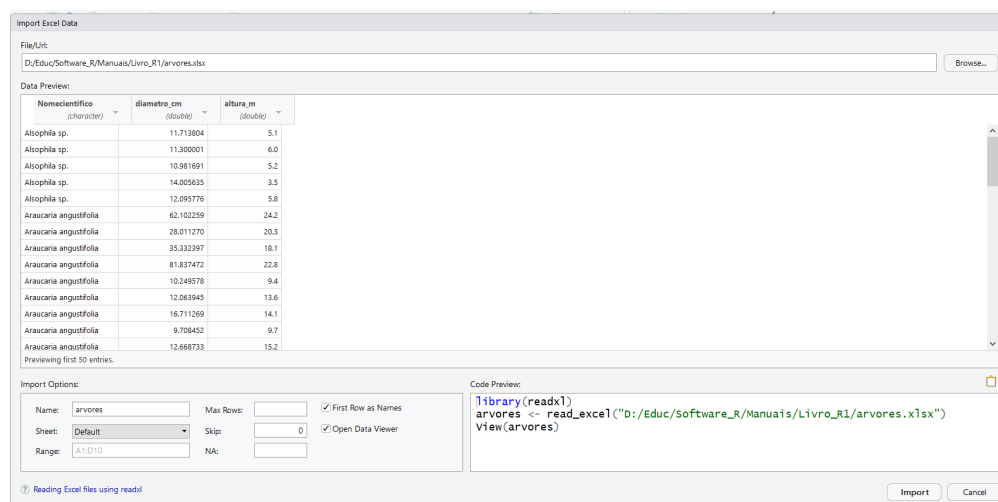 Import Excel Data
File/Url:
D:/Educ/Software_R/Manuais/Livro_R1/arvores.xlsx
Browse...
Data Preview:
Nomecientifico diametro_cm altura_m
(character) (double) (double)
Alsophila sp. 11.713804 5.1
Alsophila sp. 11.300001 6.0
Alsophila sp. 10.981691 5.2
Alsophila sp. 14.005635 3.5
Alsophila sp. 12.095776 5.8
Araucaria angustifolia 62.102259 24.2
Araucaria angustifolia 28.011270 20.3
Araucaria angustifolia 35.332397 18.1
Araucaria angustifolia 81.837472 22.8
Araucaria angustifolia 10.249578 9.4
Araucaria angustifolia 12.063945 13.6
Araucaria angustifolia 16.711269 14.1
Araucaria angustifolia 9.708452 9.7
Araucaria angustifolia 12.668733 15.2
Previewing first 50 entries.
Import Options:
Name: arvores Max Rows: First Row as Names
Sheet: Default Skip: 0 Open Data Viewer
Range: A1:D10 NA:
Code Preview:
library(readxl)
arvores <- read_excel("D:/Educ/Software_R/Manuais/Livro_R1/arvores.xlsx")
View(arvores)
? Reading Excel files using readxl
Import Cancel